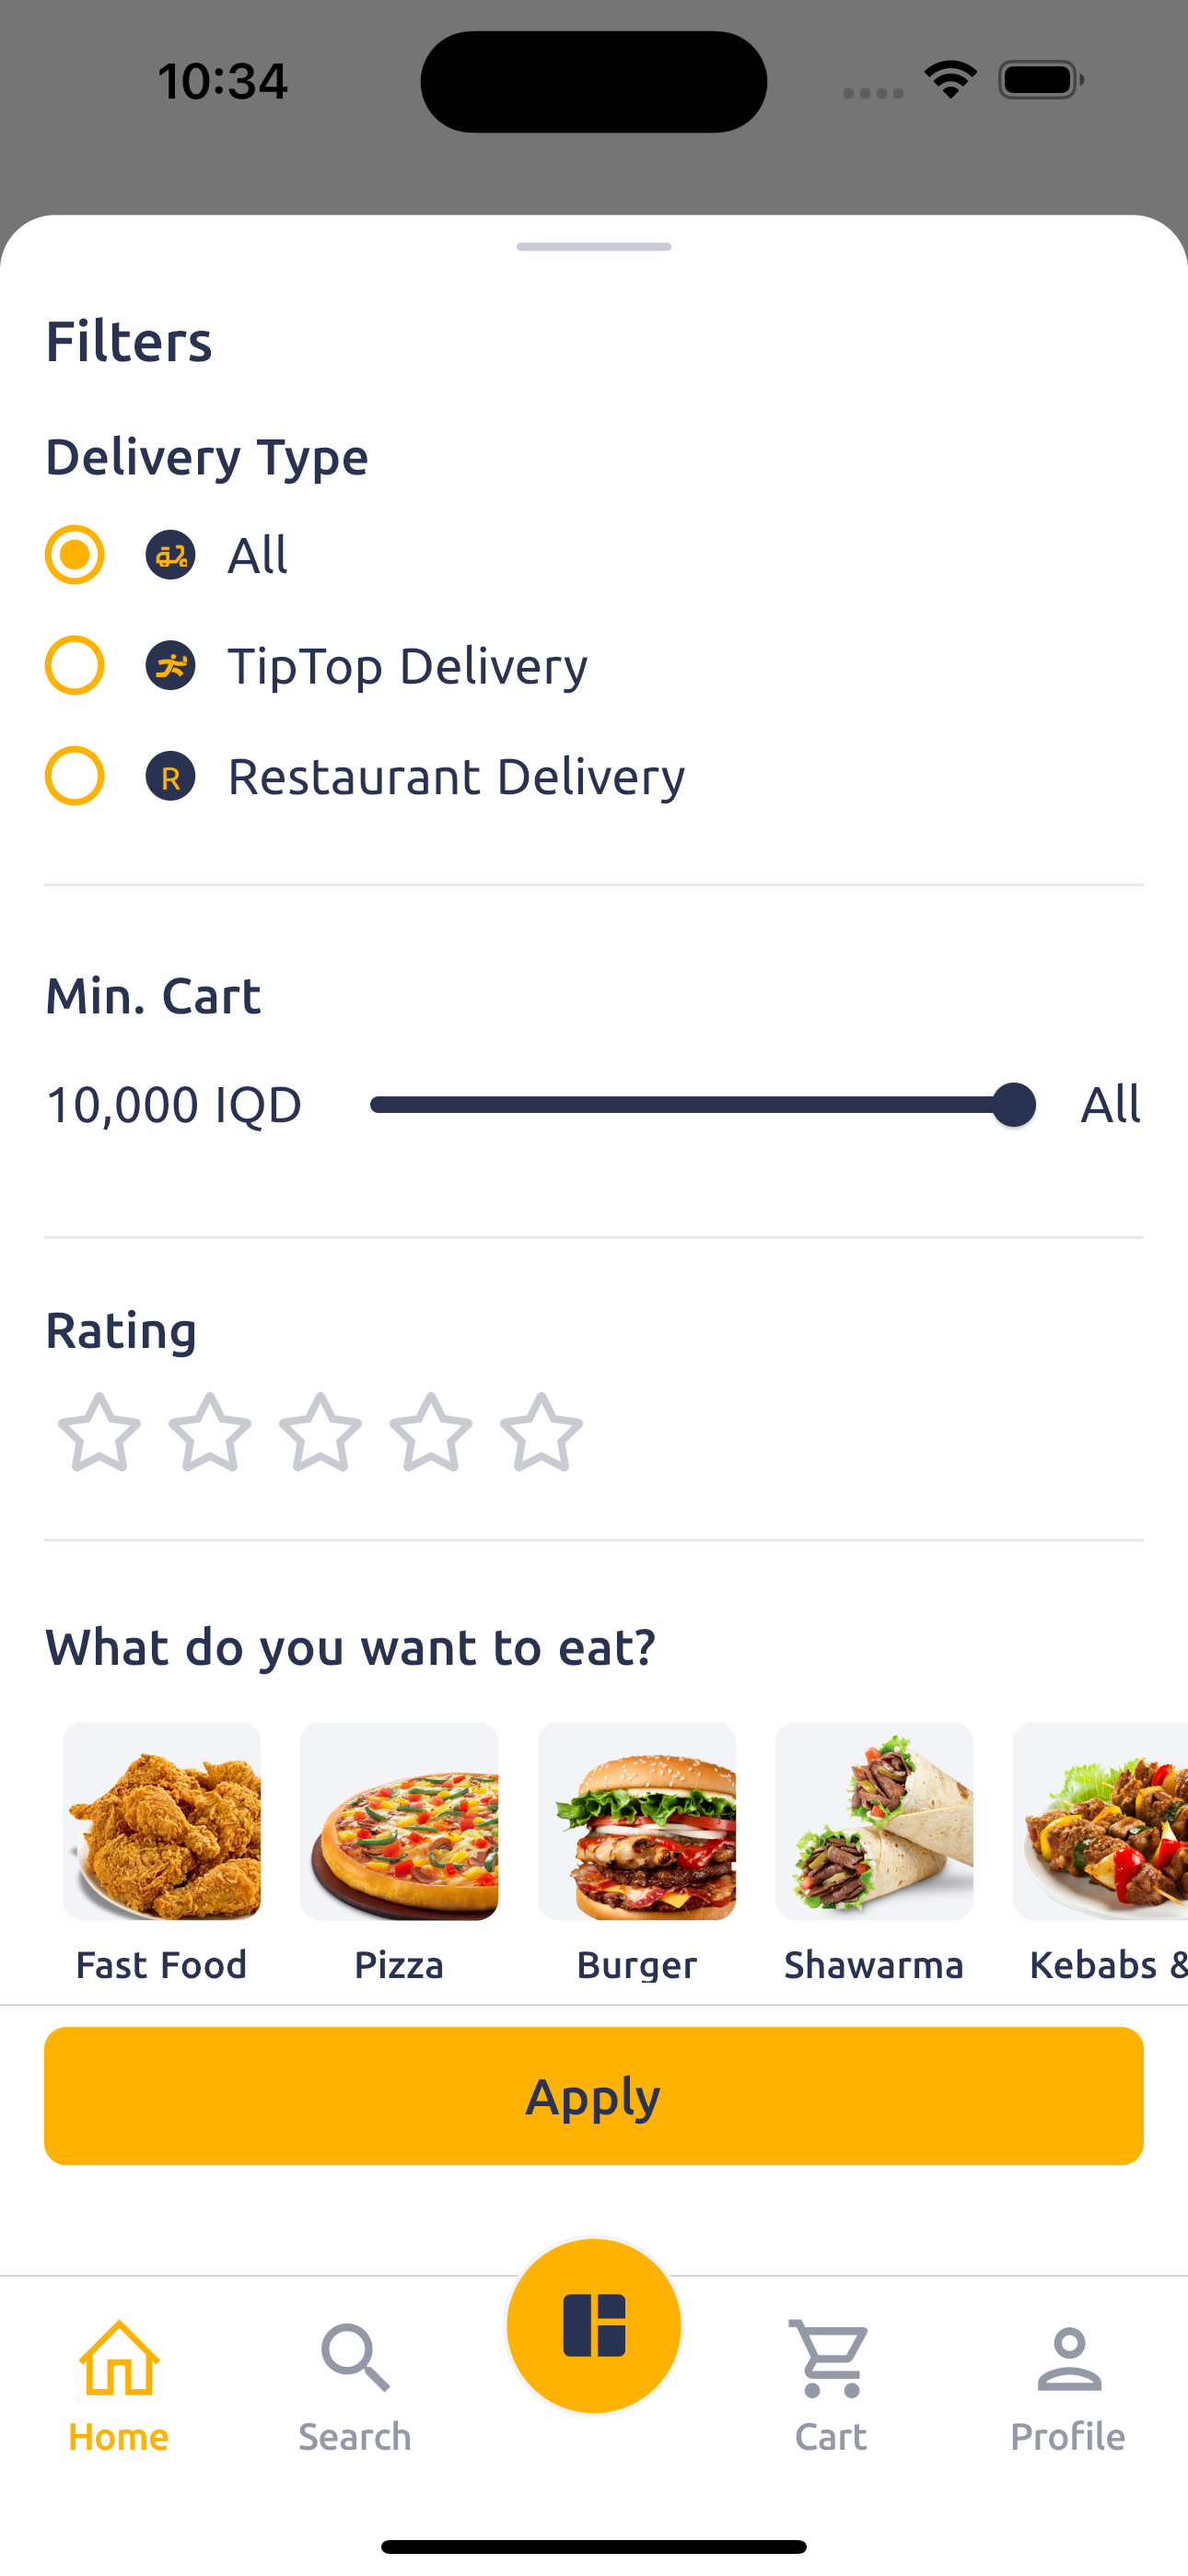 10:34
Filters
Delivery Type
All
TipTop Delivery
R Restaurant Delivery
Min. Cart
10,000 IQD All
Rating
What do you want to eat?
Fast Food Pizza Burger Shawarma Kebabs &
Apply
Home Search Cart Profile